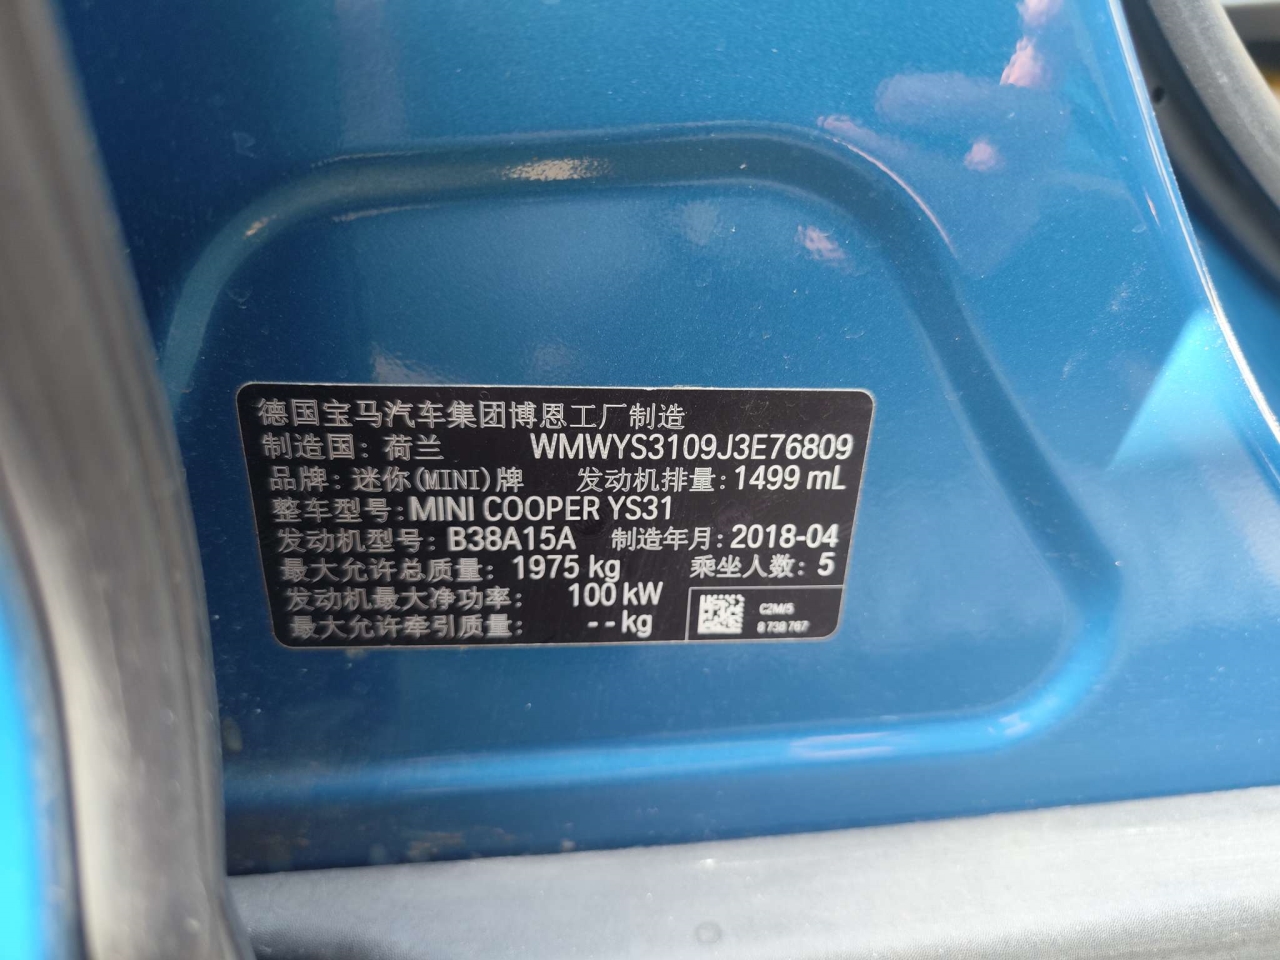 德国宝马汽车集团博恩工厂制造
制造国：荷兰 WMWYS3109J3E76809
品牌：迷你(MINI)牌 发动机排量：1499 mL
整车型号：MINI COOPER YS31
发动机型号：B38A15A 制造年月：2018-04
最大允许总质量：1975 kg 乘坐人数：5
发动机最大净功率：100 kW
最大允许牵引质量：--kg
C2M/5
8 738 767